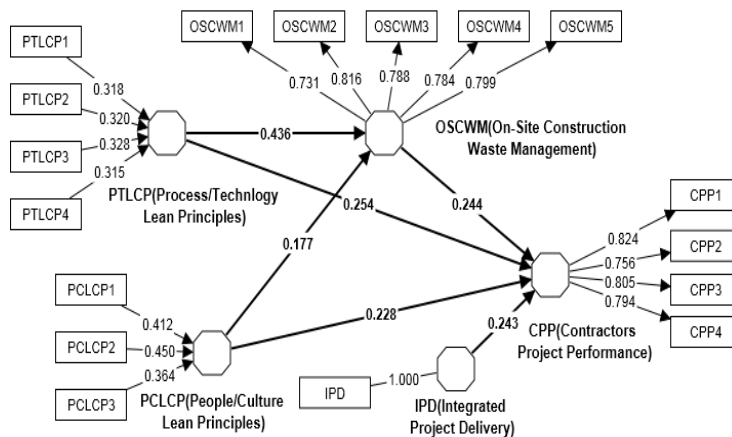 OSCWM1
OSCWM2
OSCWM3
OSCWM4
OSCWM5
PTLCP1
PTLCP2
PTLCP3
PTLCP4
0.731
0.816
0.788
0.784
0.799
0.318
0.320
0.328
0.315
0.436
OSCWM(On-Site Construction
Waste Management)
PTLCP(Process/Technlogy
Lean Principles)
0.254
0.244
0.177
CPP1
CPP2
CPP3
CPP4
0.824
0.756
0.805
0.794
PCLCP1
PCLCP2
PCLCP3
0.412
0.450
0.364
0.228
0.243
CPP(Contractors
Project Performance)
PCLCP(People/Culture
Lean Principles)
IPD
1.000
IPD(Integrated
Project Delivery)